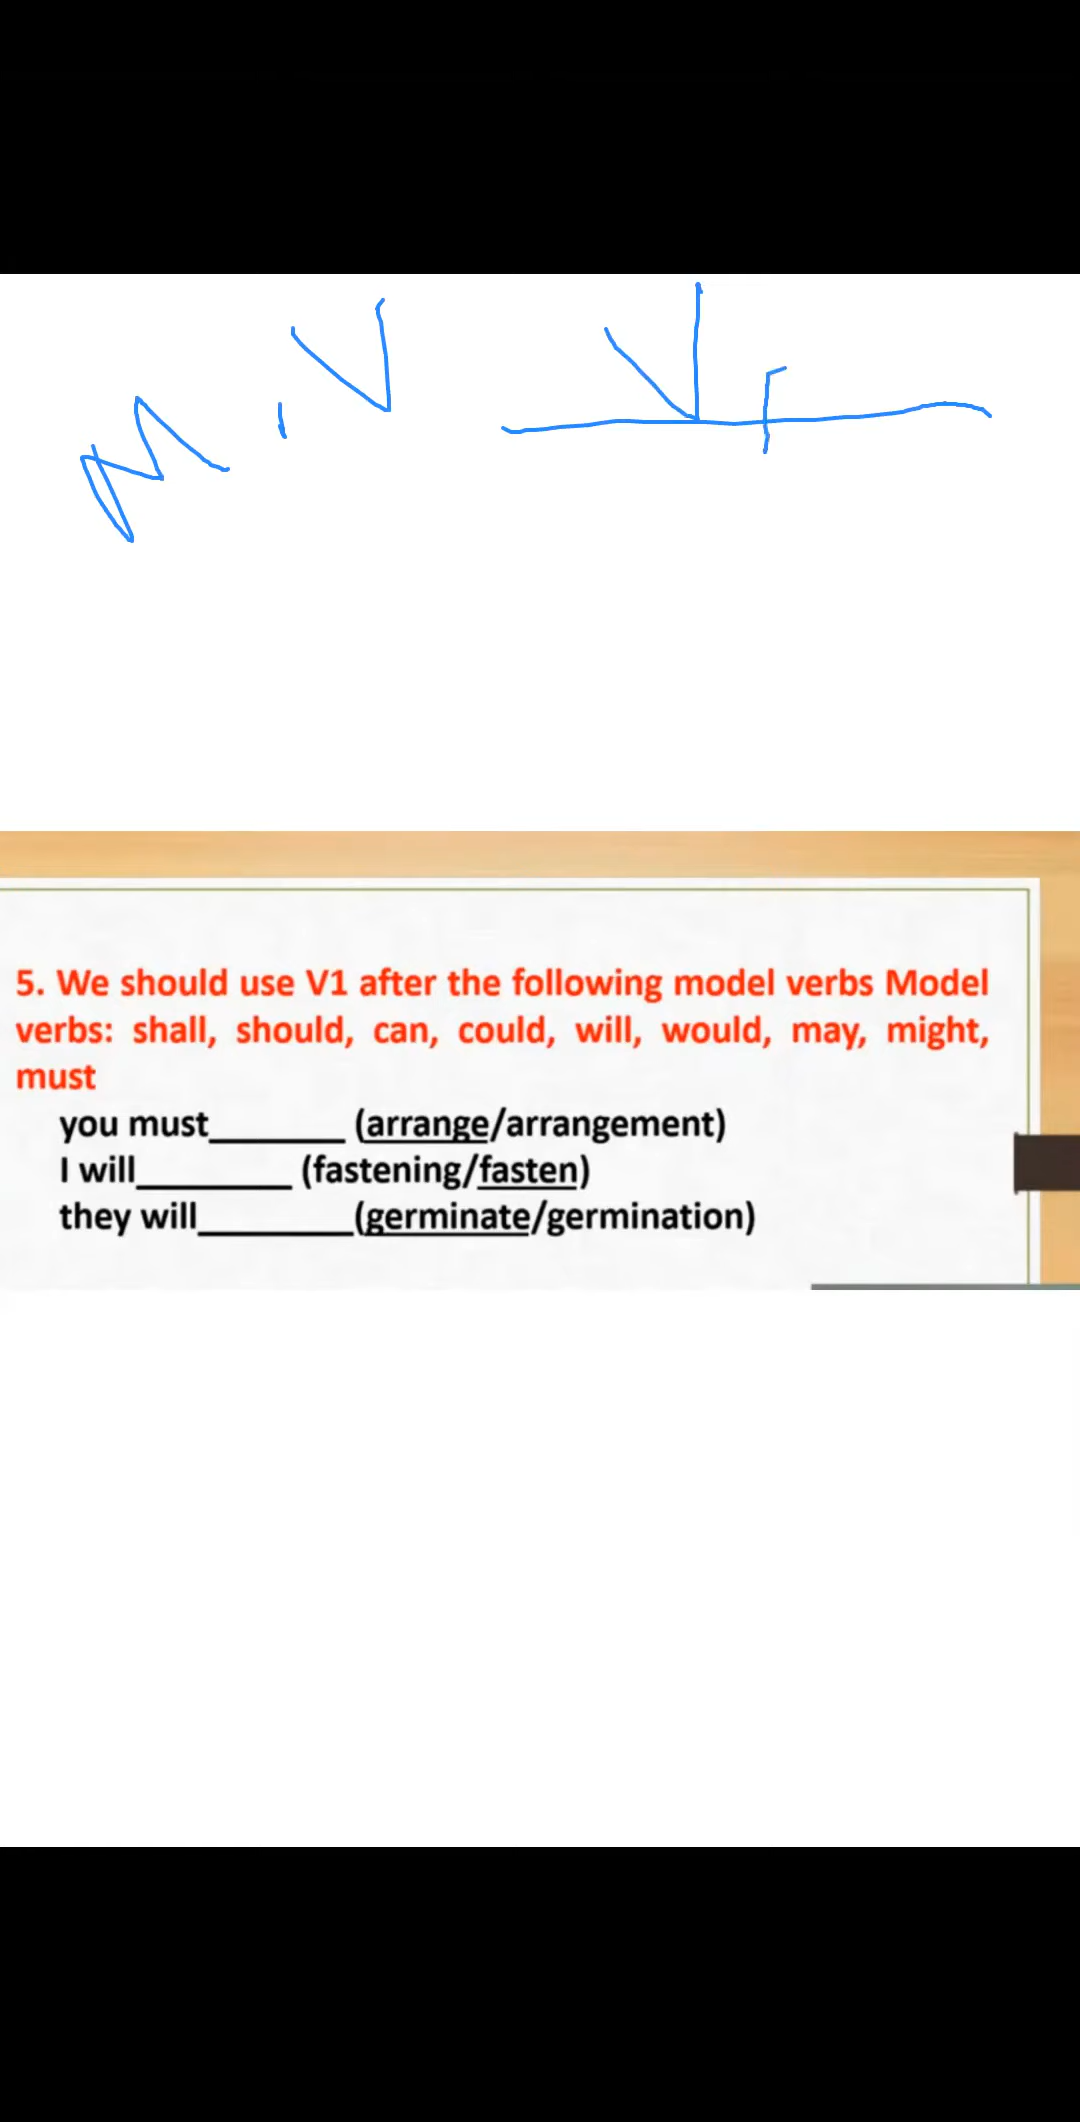 M.V V1
5. We should use V1 after the following model verbs Model
verbs: shall, should, can, could, will, would, may, might,
must
you must_______ (arrange/arrangement)
I will________ (fastening/fasten)
they will________(germinate/germination)